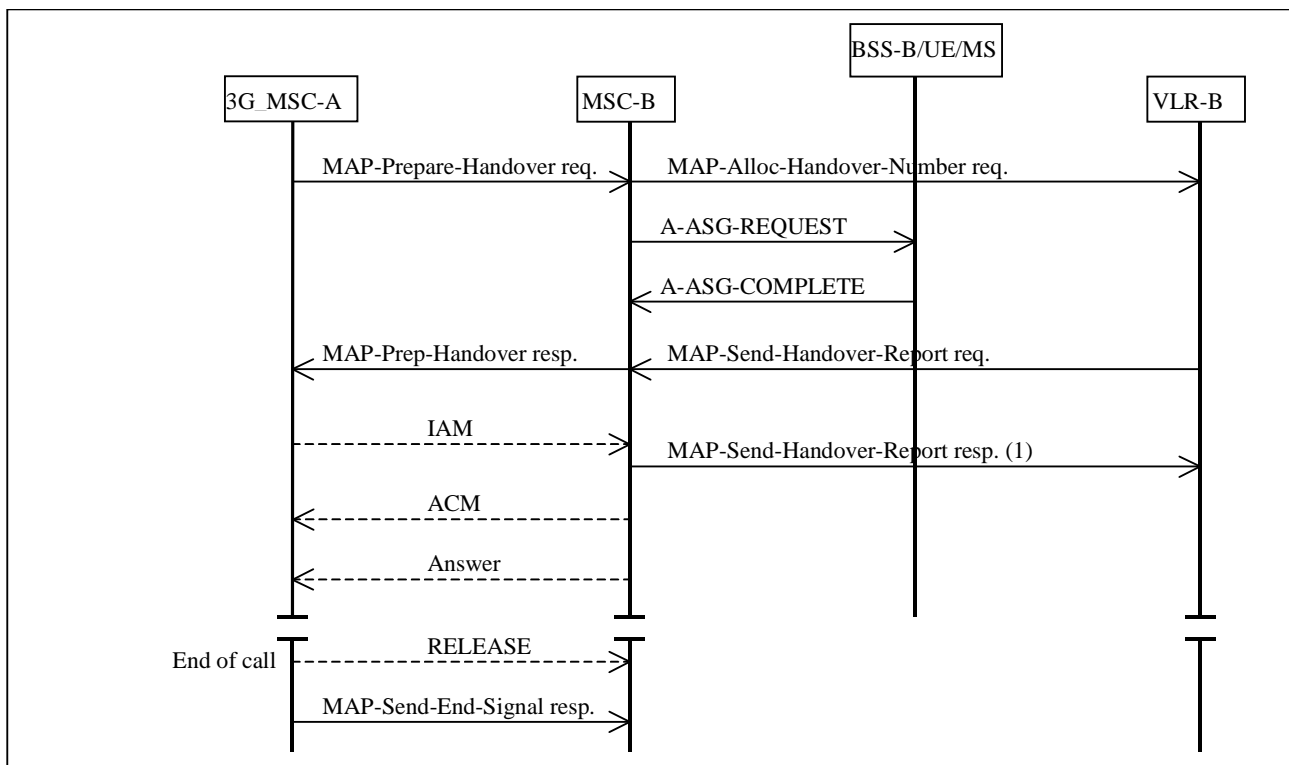 BSS-B/UE/MS
3G_MSC-A
MSC-B
VLR-B
MAP-Prepare-Handover req.
MAP-Alloc-Handover-Number req.
A-ASG-REQUEST
A-ASG-COMPLETE
MAP-Prep-Handover resp.
MAP-Send-Handover-Report req.
IAM
MAP-Send-Handover-Report resp. (1)
ACM
Answer
RELEASE
End of call
MAP-Send-End-Signal resp.